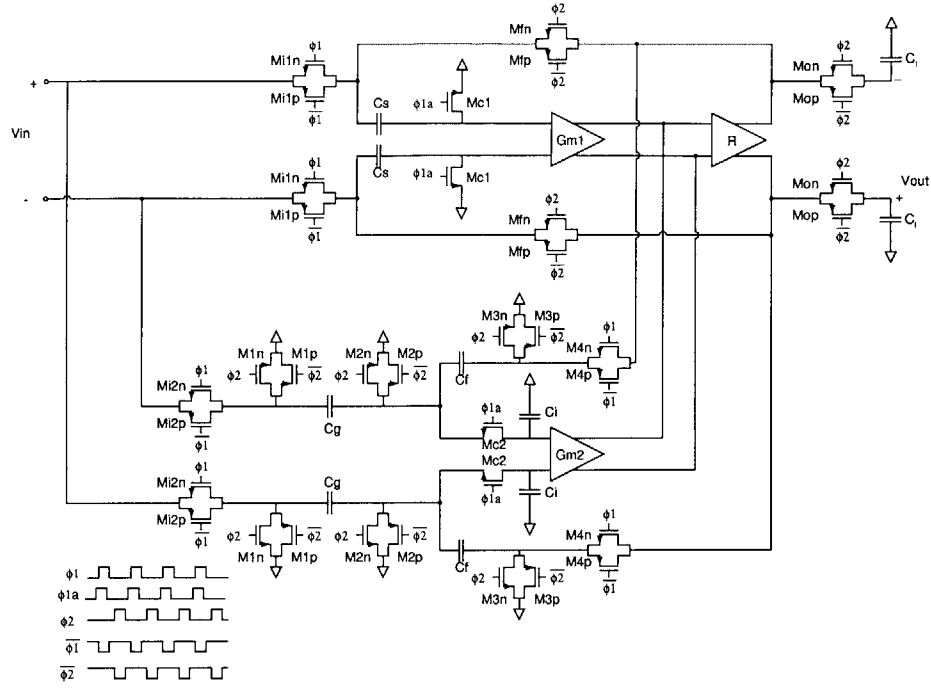 φ2
Mfn
Mfp
φ2
φ1
Mi1n
Mi1p
φ1
φ2
Mon
Mop
φ2
Cl
+
Vin
-
φ1a
Mc1
Cs
Gm1
R
Cs
φ1a
Mc1
φ1
Mi1n
Mi1p
φ1
φ2
Mfn
Mfp
φ2
φ2
Mon
Mop
φ2
Vout
+
-
Cl
M1n M1p
φ2 φ2
M2n M2p
φ2 φ2
M3n M3p
φ2 φ2
Cf
φ1
M4n
M4p
φ1
φ1
Mi2n
Mi2p
φ1
Cg
φ1a
Mc2
Ci
Gm2
Mc2
φ1a
Ci
φ1
Mi2n
Mi2p
φ1
Cg
φ2 φ2
M1n M1p
φ2 φ2
M2n M2p
Cf
φ2 φ2
M3n M3p
φ1
M4n
M4p
φ1
φ1
φ1a
φ2
φ1
φ2